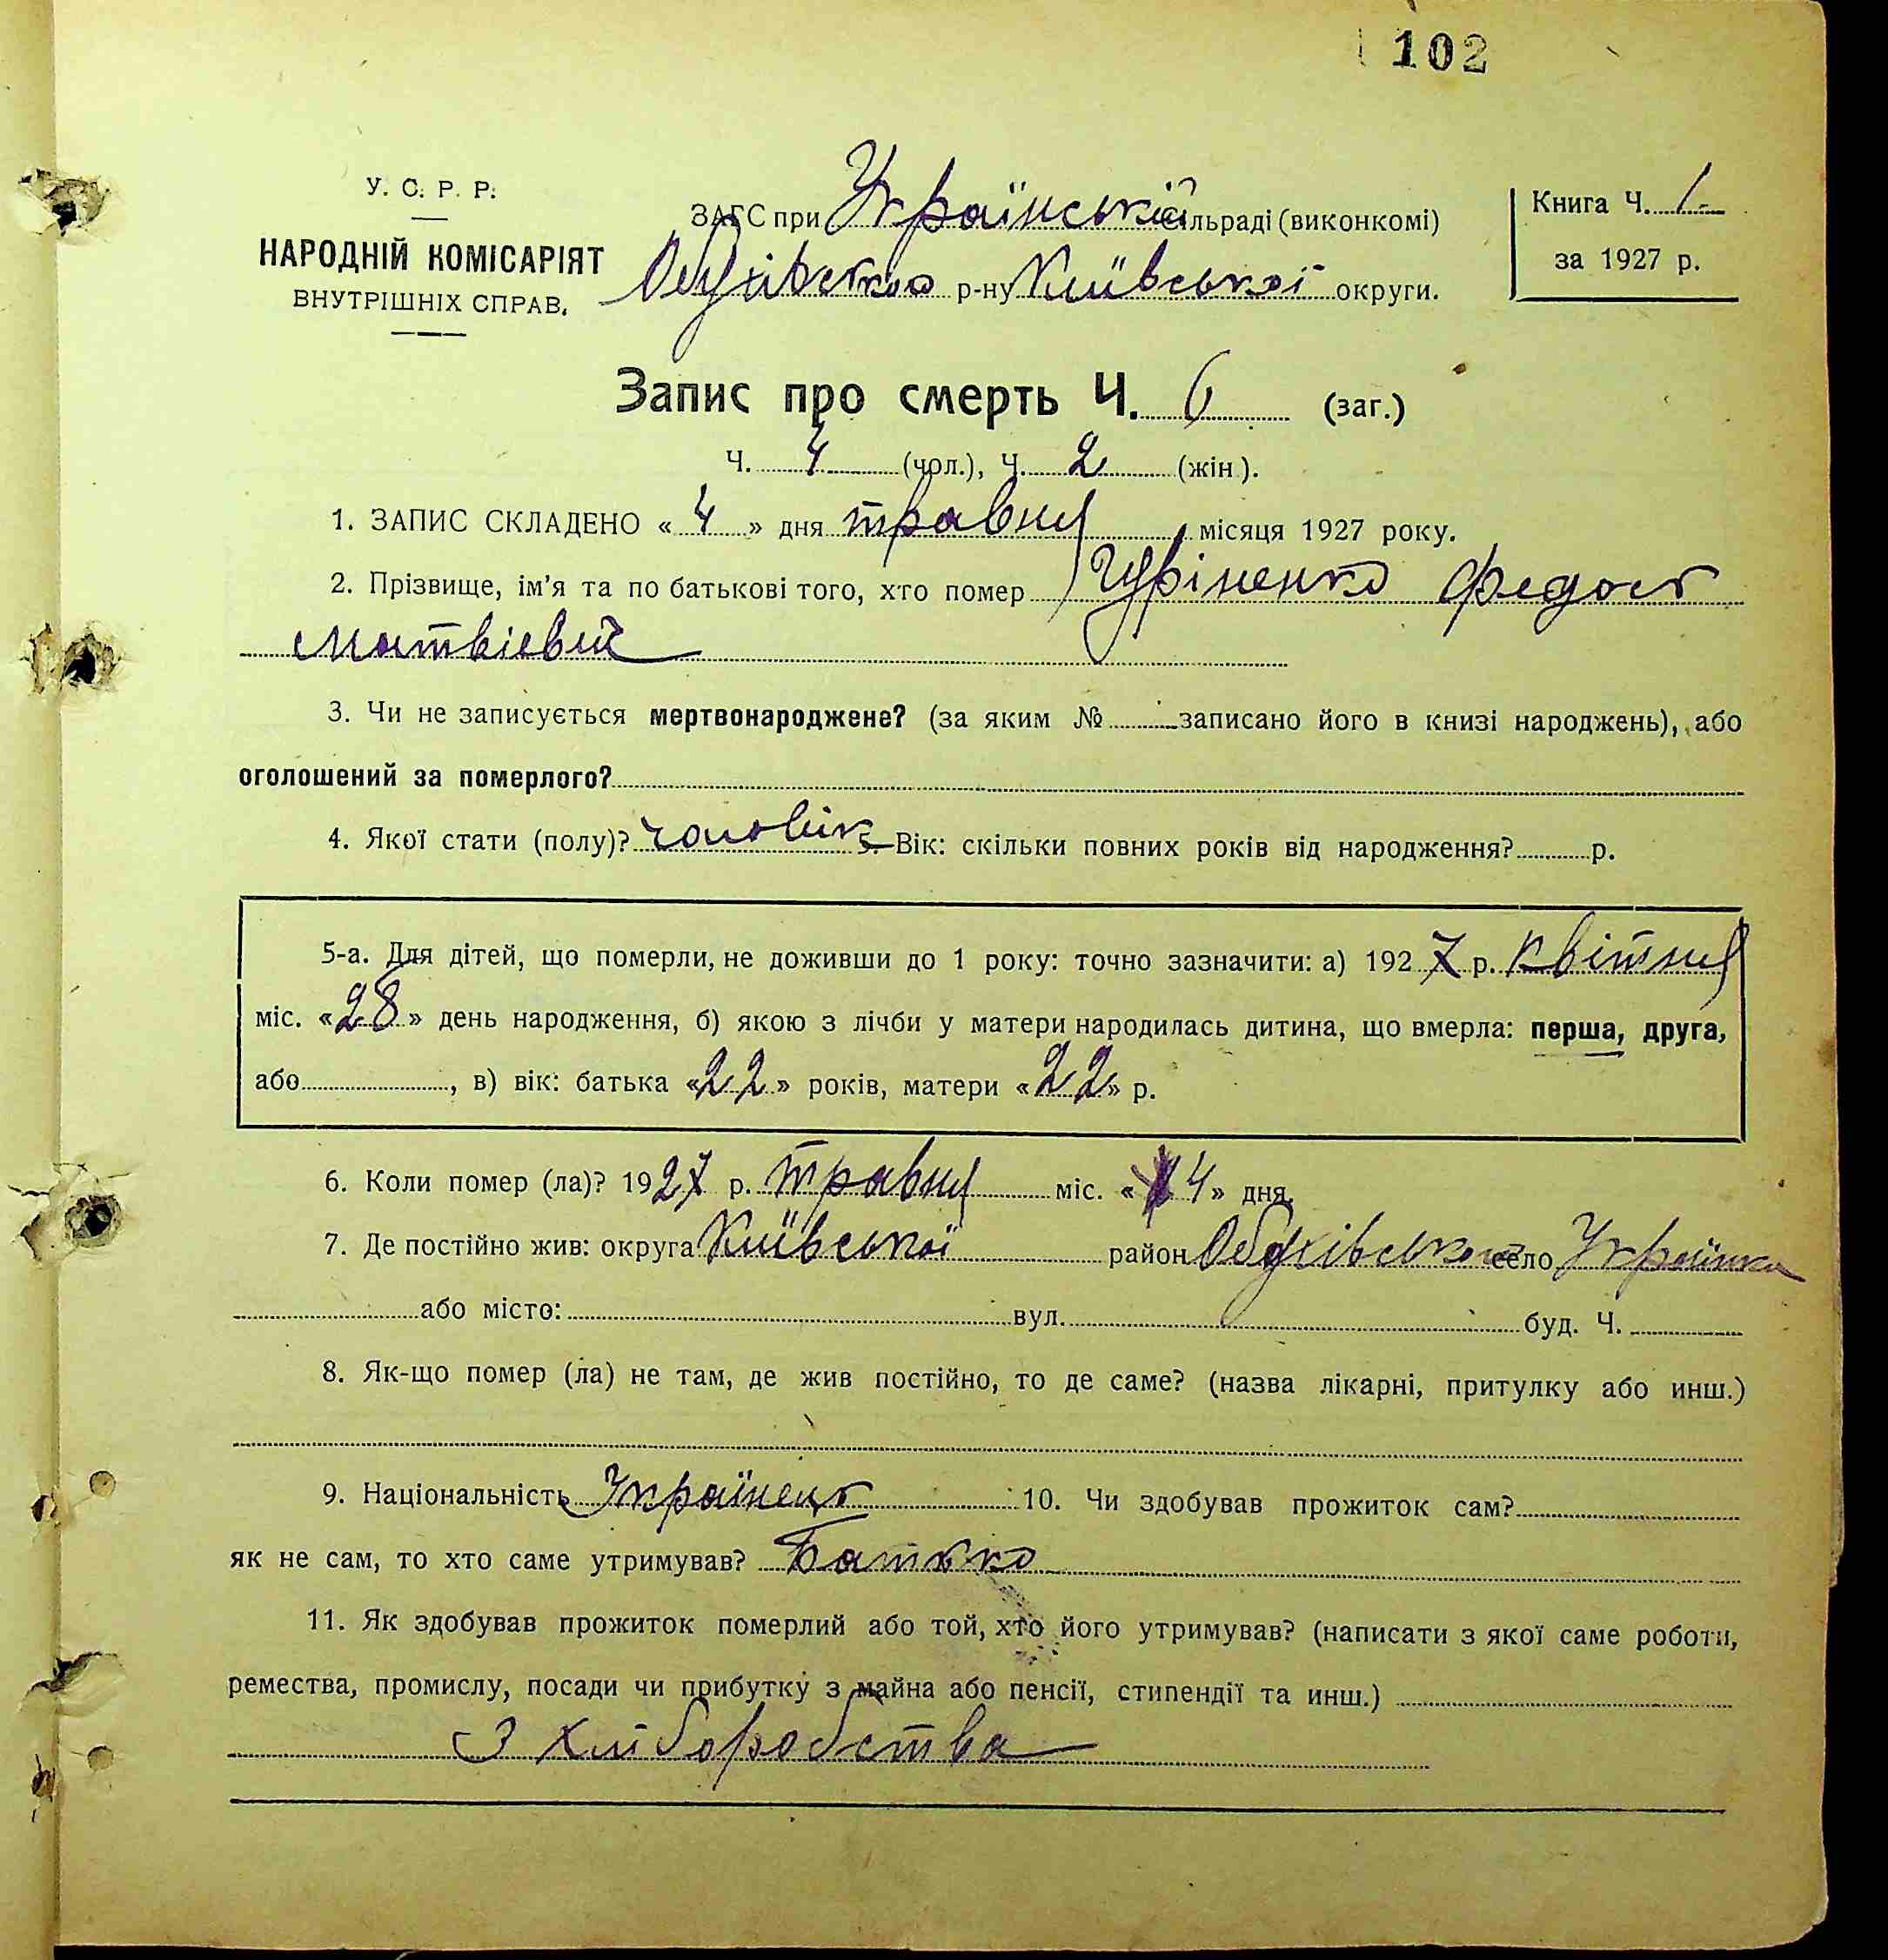 102
У. С. Р. Р.
НАРОДНІЙ КОМІСАРІЯТ
ВНУТРІШНІХ СПРАВ.
ЗАГС при Українській сільраді (виконкомі)
Обухівського р-ну Київської округи.
Книга Ч. 1
за 1927 р.
Запис про смерть Ч. 6 (заг.)
Ч. 4 (чол.), Ч. 2 (жін.).
1. ЗАПИС СКЛАДЕНО « 4 » дня травня місяця 1927 року.
2. Прізвище, ім'я та по батькові того, хто помер Гуріненко Федось
Матвієвич
3. Чи не записується мертвонароджене? (за яким № записано його в книзі народжень), або
оголошений за померлого?
4. Якої стати (полу)? чоловік 5. Вік: скільки повних років від народження? р.
5-а. Для дітей, що померли, не доживши до 1 року: точно зазначити: а) 1927 р. квітня
міс. «28» день народження, б) якою з лічби у матери народилась дитина, що вмерла: перша, друга,
або , в) вік: батька «22» років, матери «22» р.
6. Коли помер (ла)? 1927 р. травня міс. «4» дня.
7. Де постійно жив: округа Київської район Обухівського село Українка
або місто: вул. буд. Ч.
8. Як-що помер (ла) не там, де жив постійно, то де саме? (назва лікарні, притулку або инш.)
9. Національність Українець 10. Чи здобував прожиток сам?
як не сам, то хто саме утримував? Батько
11. Як здобував прожиток померлий або той, хто його утримував? (написати з якої саме роботи,
ремества, промислу, посади чи прибутку з майна або пенсії, стипендії та инш.)
З хліборобства